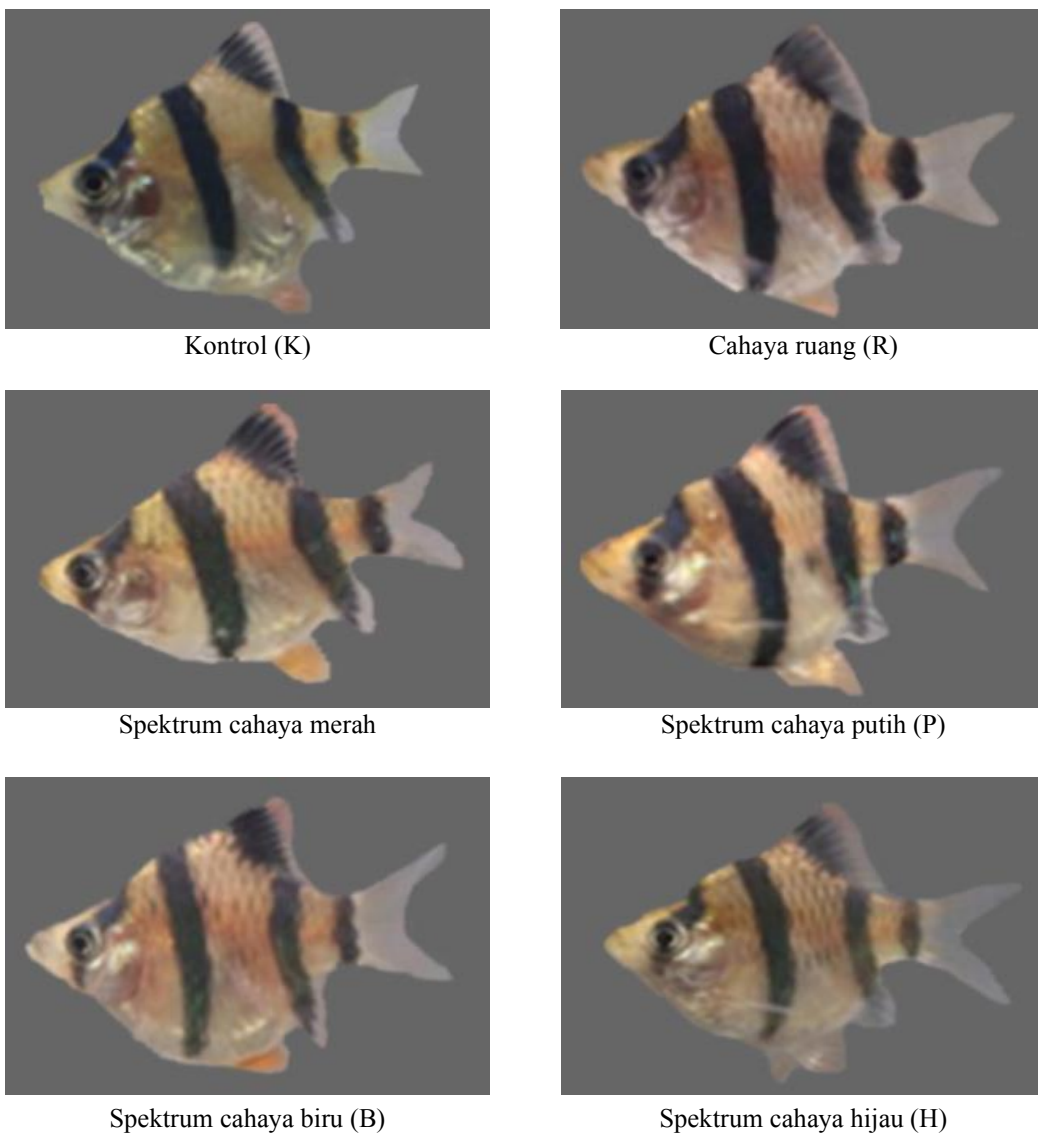 Kontrol (K)
Cahaya ruang (R)
Spektrum cahaya merah
Spektrum cahaya putih (P)
Spektrum cahaya biru (B)
Spektrum cahaya hijau (H)